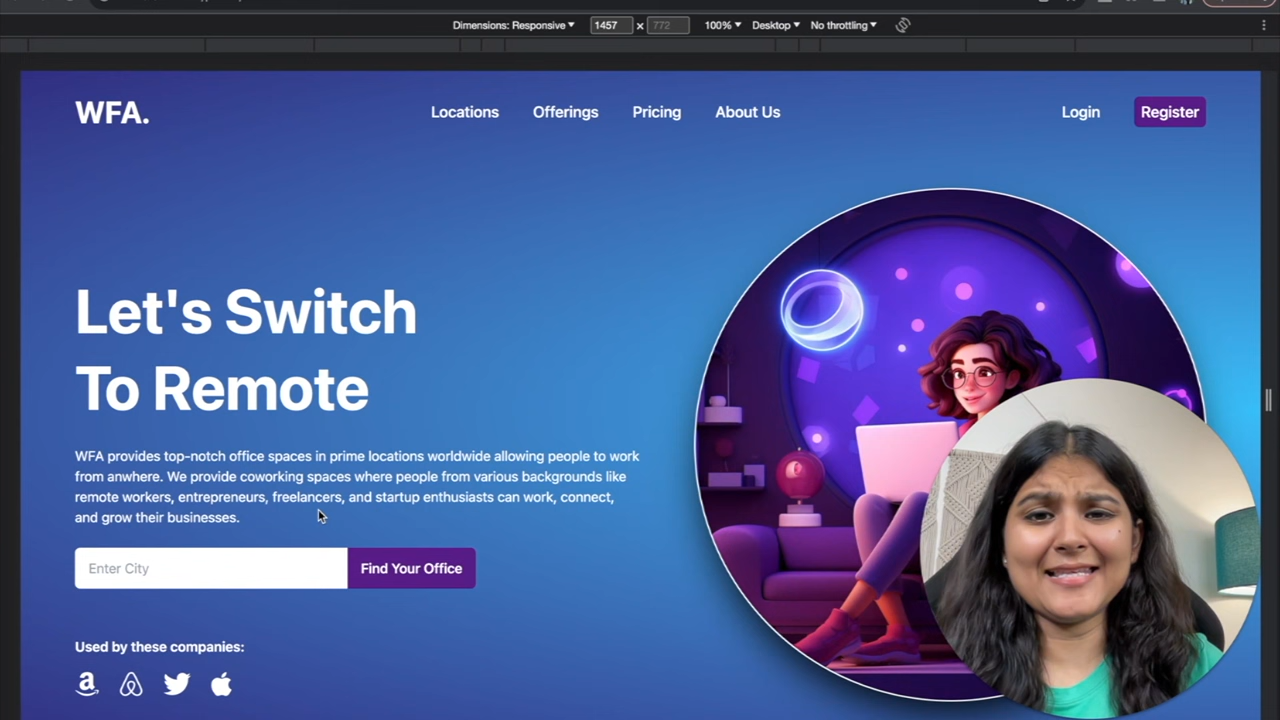 Dimensions: Responsive 1457 × 772 100% Desktop No throttling
WFA. Locations Offerings Pricing About Us Login Register
Let's Switch
To Remote
WFA provides top-notch office spaces in prime locations worldwide allowing people to work
from anwhere. We provide coworking spaces where people from various backgrounds like
remote workers, entrepreneurs, freelancers, and startup enthusiasts can work, connect,
and grow their businesses.
Enter City Find Your Office
Used by these companies: